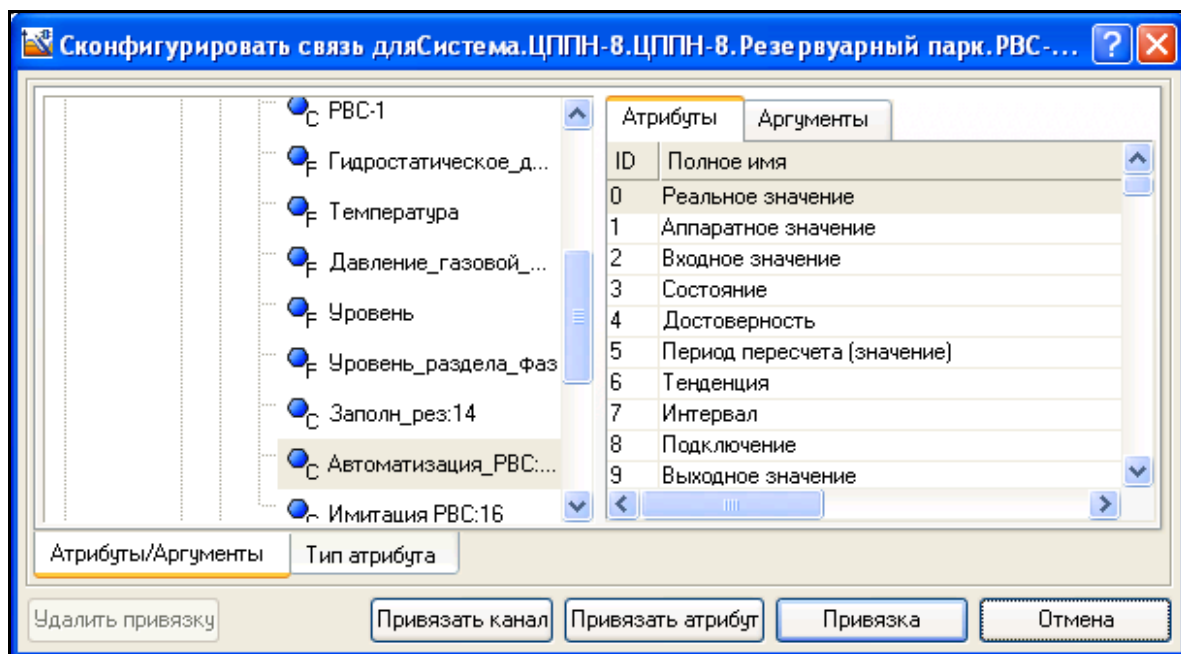 Сконфигурировать связь дляСистема.ЦППН-8.ЦППН-8.Резервуарный парк.РВС-...
РВС-1
Гидростатическое_д...
Температура
Давление_газовой_...
Уровень
Уровень_раздела_фаз
Заполн_рез:14
Автоматизация_РВС:...
Имитация РВС:16
Атрибуты Аргументы
ID Полное имя
0 Реальное значение
1 Аппаратное значение
2 Входное значение
3 Состояние
4 Достоверность
5 Период пересчета (значение)
6 Тенденция
7 Интервал
8 Подключение
9 Выходное значение
Атрибуты/Аргументы Тип атрибута
Удалить привязку Привязать канал Привязать атрибут Привязка Отмена